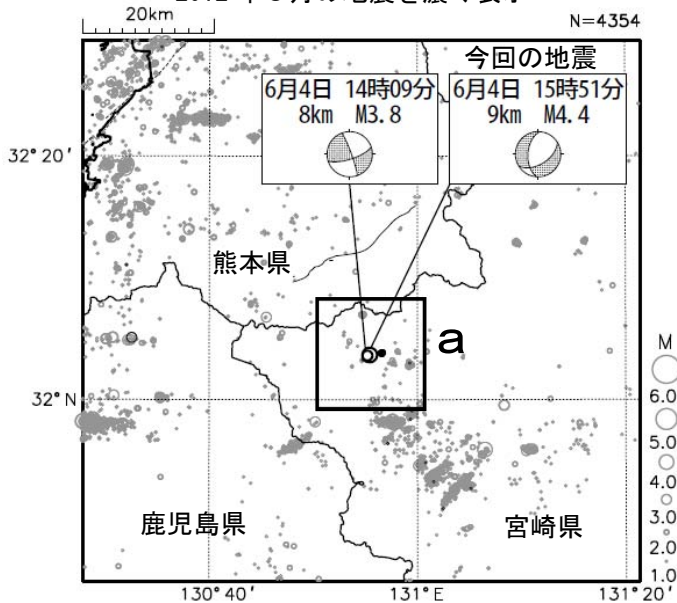 20km
N=4354
今回の地震
6月4日 14時09分
8km M3.8
6月4日 15時51分
9km M4.4
32°20′
熊本県
a
32°N
M
6.0
5.0
4.0
3.0
2.0
1.0
鹿児島県
宮崎県
130°40′
131°E
131°20′